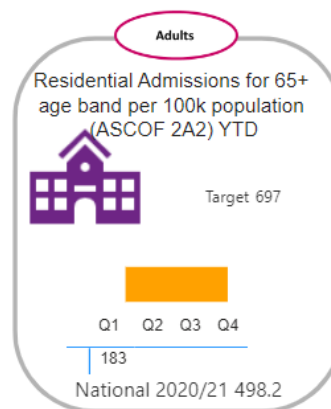 Adults
Residential Admissions for 65+
age band per 100k population
(ASCOF 2A2) YTD
Target 697
Q1 Q2 Q3 Q4
183
National 2020/21 498.2